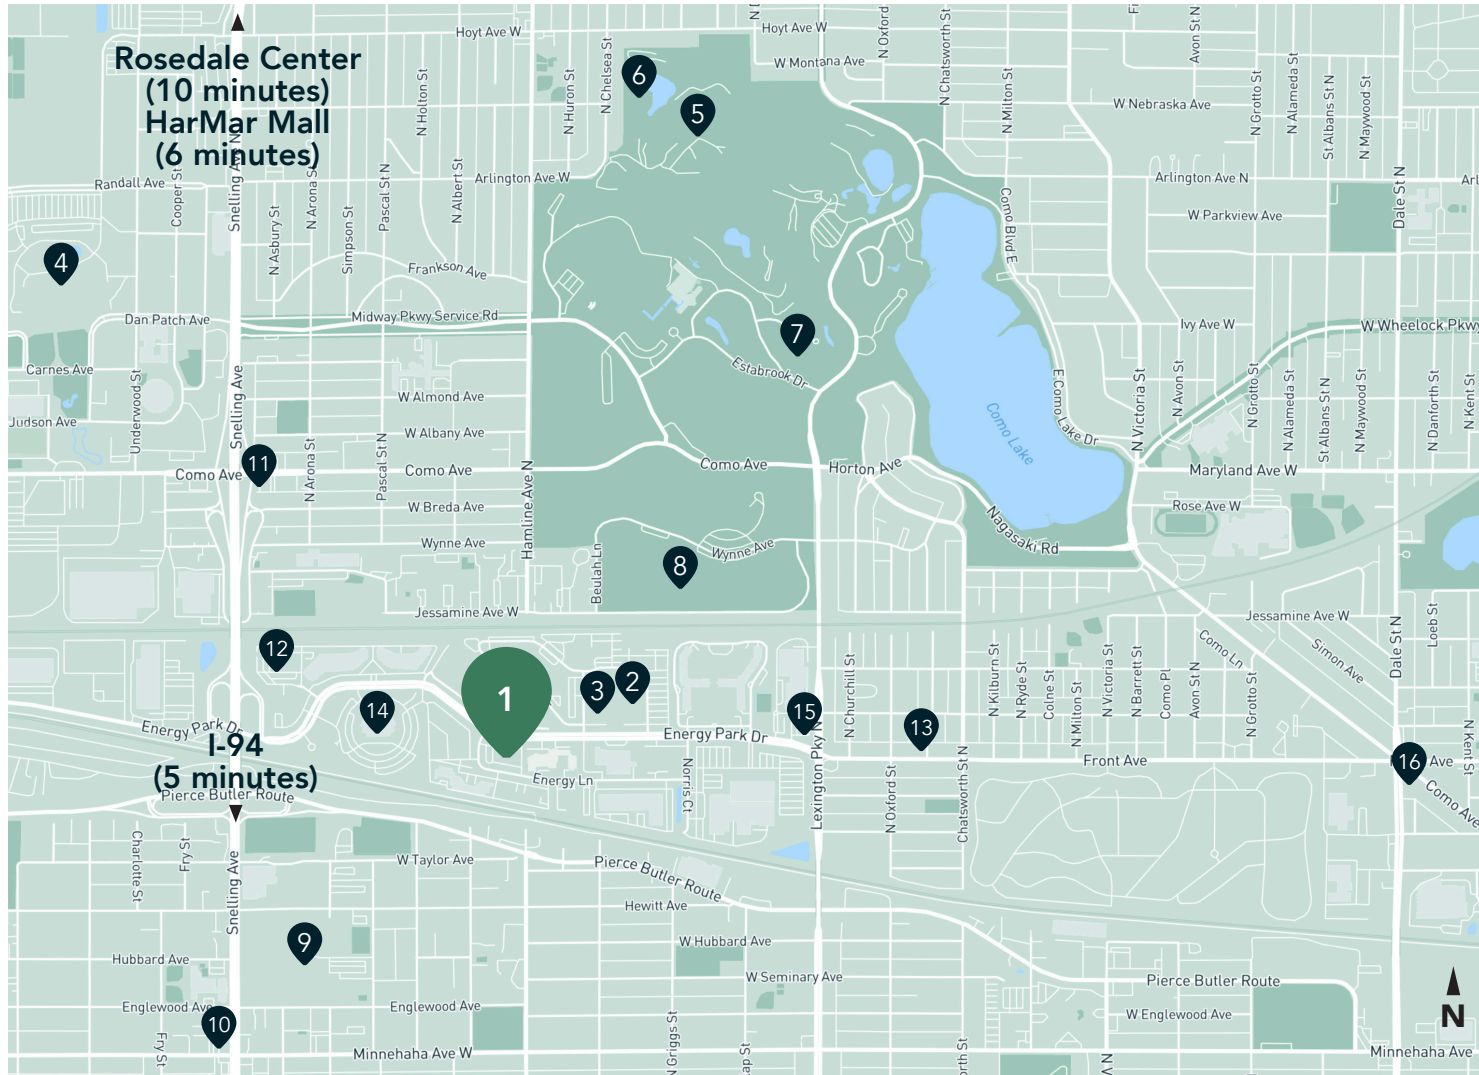 Hoyt Ave W
Hoyt Ave W
N Oxford
N Chatsworth St
Avon St N
Rosedale Center
(10 minutes)
HarMar Mall
(6 minutes)
N Chelsea St
6
W Montana Ave
N Holton St
N Huron St
5
N Milton St
W Nebraska Ave
N Grotto St
N Alameda St
St Albans St N
N Maywood St
Snelling Ave N
Randall Ave
Cooper St
N Arona St
Pascal St N
N Albert St
Arlington Ave W
Arlington Ave N
Arl
Dale St N
N Asbury St
Simpson St
Como Blvd E
W Parkview Ave
4
Frankson Ave
Dan Patch Ave
Midway Pkwy Service Rd
7
Ivy Ave W
W Wheelock Pkwy
Carnes Ave
Estabrook Dr
Underwood St
Snelling Ave
W Almond Ave
E Como Lake Dr
N Victoria St
N Avon St
N Grotto St
N Alameda St
St Albans St N
N Maywood St
N Danforth St
N Kent St
Judson Ave
W Albany Ave
Como Lake
11
N Arona St
Pascal St N
Como Ave
Como Ave
Hamline Ave N
Como Ave
Horton Ave
Maryland Ave W
W Breda Ave
Rose Ave W
Nagasaki Rd
Wynne Ave
Wynne Ave
8
Beulah Ln
Jessamine Ave W
Jessamine Ave W
Loeb St
12
3
2
1
14
15
13
N Churchill St
N Kilburn St
N Ryde St
Colne St
N Milton St
N Victoria St
N Barrett St
Como Pl
Avon St N
N Grotto St
Como Ln
Simon Ave
Dale St N
Energy Park Dr
Energy Park Dr
Lexington Pky N
I-94
(5 minutes)
Front Ave
16
Ave
N Kent St
Energy Ln
Norris Ct
N Oxford St
Chatsworth St N
Pierce Butler Route
Como Ave
Charlotte St
Fry St
Snelling Ave
W Taylor Ave
Pierce Butler Route
Hewitt Ave
9
W Hubbard Ave
Hubbard Ave
W Seminary Ave
Pierce Butler Route
Englewood Ave
10
Englewood Ave
W Englewood Ave
N
Fry St
Minnehaha Ave W
N Griggs St
Minnehaha Ave